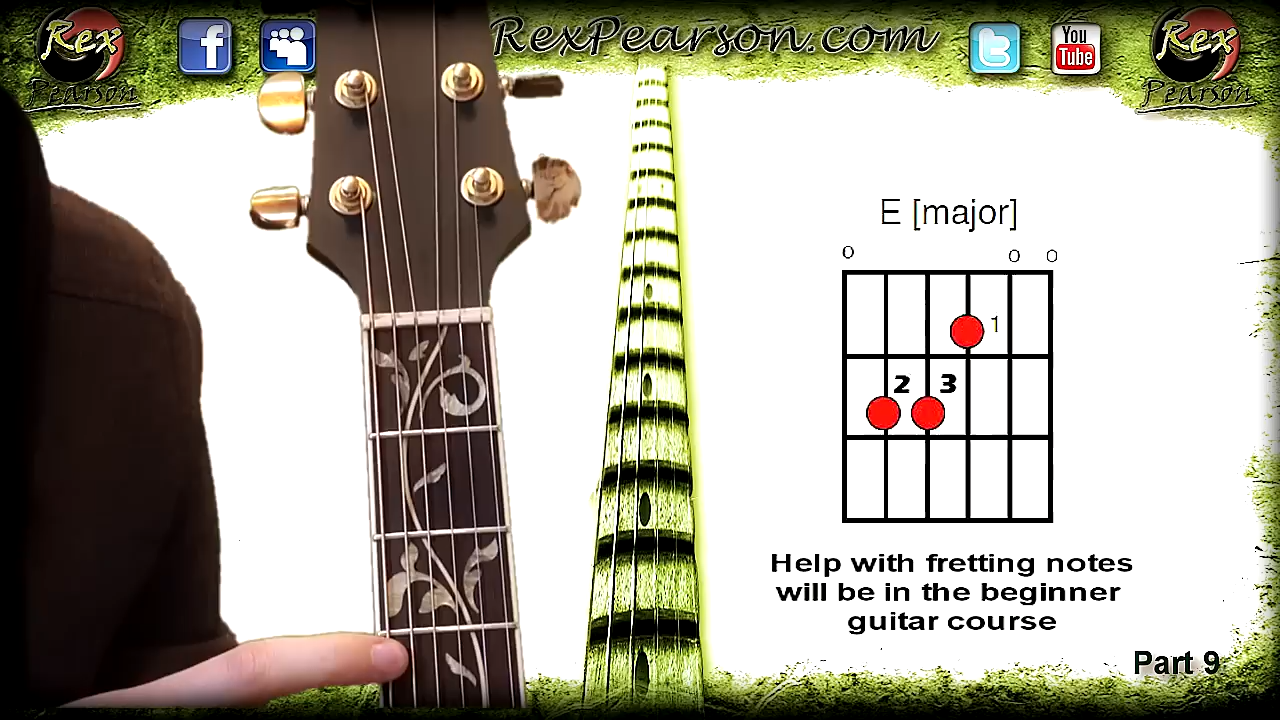 Rex
Pearson
RexPearson.com
You
Tube
Rex
Pearson
E [major]
o o o
1
2 3
Help with fretting notes
will be in the beginner
guitar course
Part 9